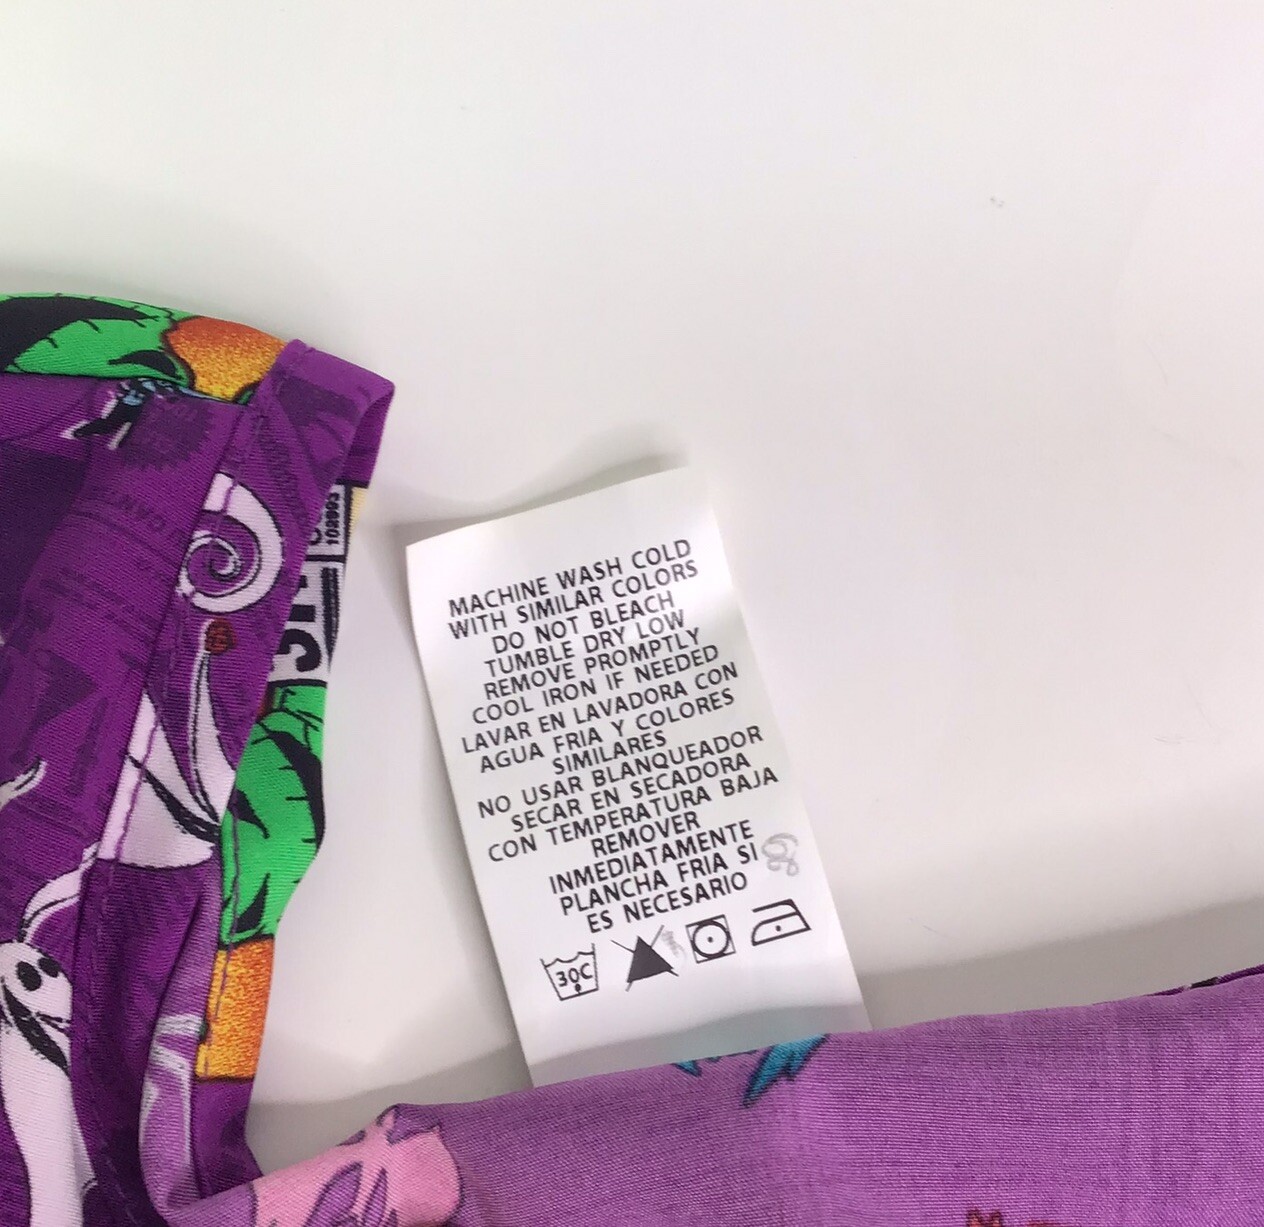 MACHINE WASH COLD
WITH SIMILAR COLORS
DO NOT BLEACH
TUMBLE DRY LOW
REMOVE PROMPTLY
COOL IRON IF NEEDED
LAVAR EN LAVADORA CON
AGUA FRIA Y COLORES
SIMILARES
NO USAR BLANQUEADOR
SECAR EN SECADORA
CON TEMPERATURA BAJA
REMOVER
INMEDIATAMENTE
PLANCHA FRIA SI
ES NECESARIO
30C